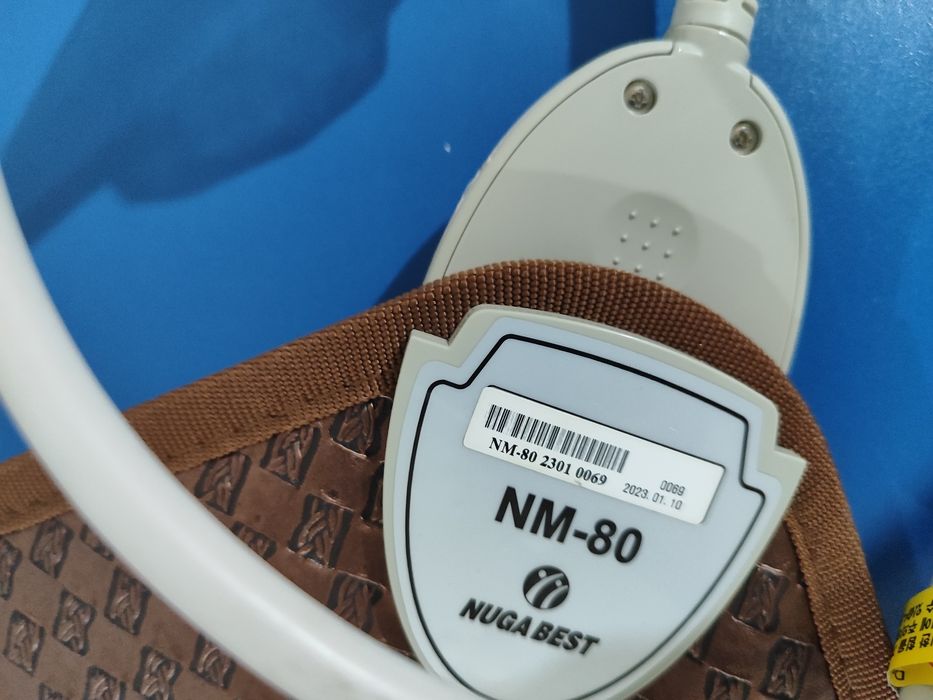 NM-80 2301 0069
0069
2023. 01. 10
NM-80
NUGA BEST